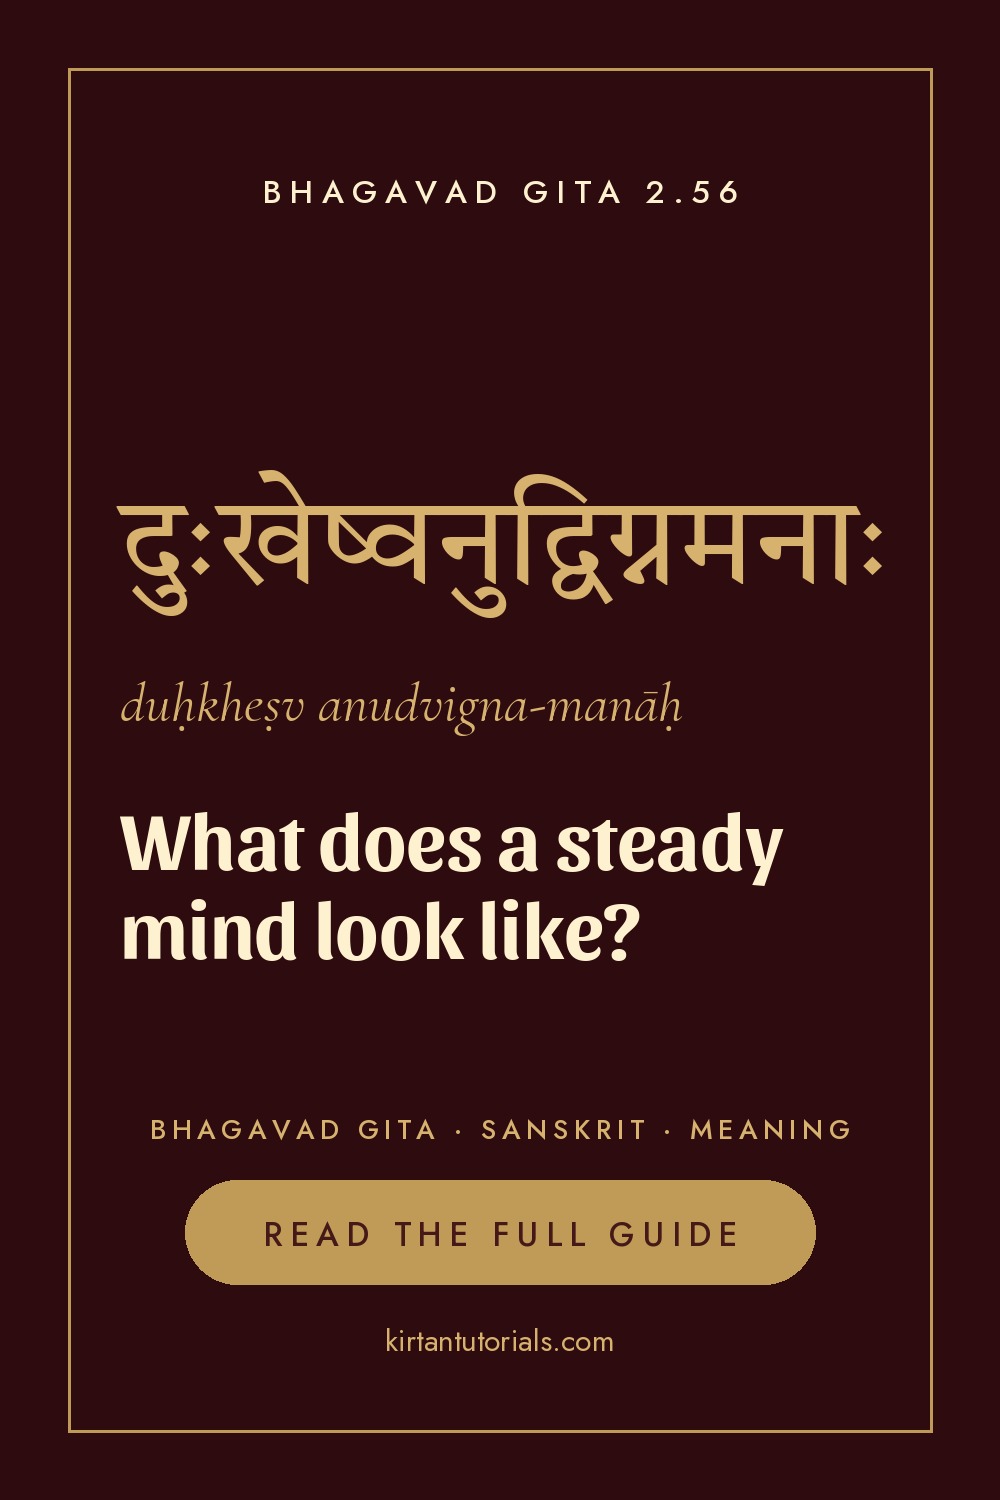 BHAGAVAD GITA 2.56
दुःखेष्वनुद्विग्नमनाः
duḥkheṣv anudvigna-manāḥ
What does a steady
mind look like?
BHAGAVAD GITA · SANSKRIT · MEANING
READ THE FULL GUIDE
kirtantutorials.com